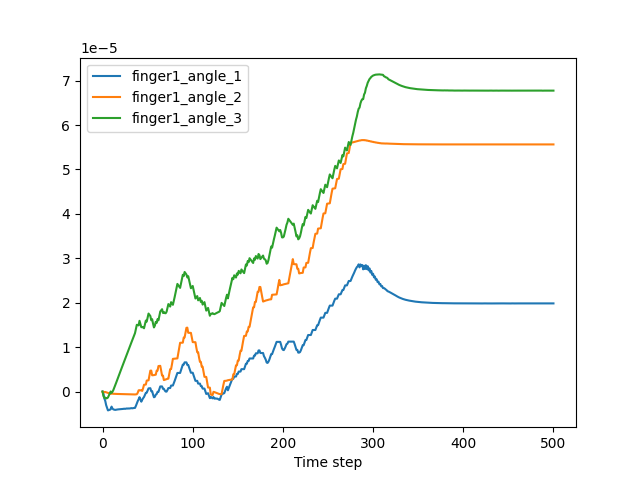 1e−5
7
6
5
4
3
2
1
0
finger1_angle_1
finger1_angle_2
finger1_angle_3
0 100 200 300 400 500
Time step